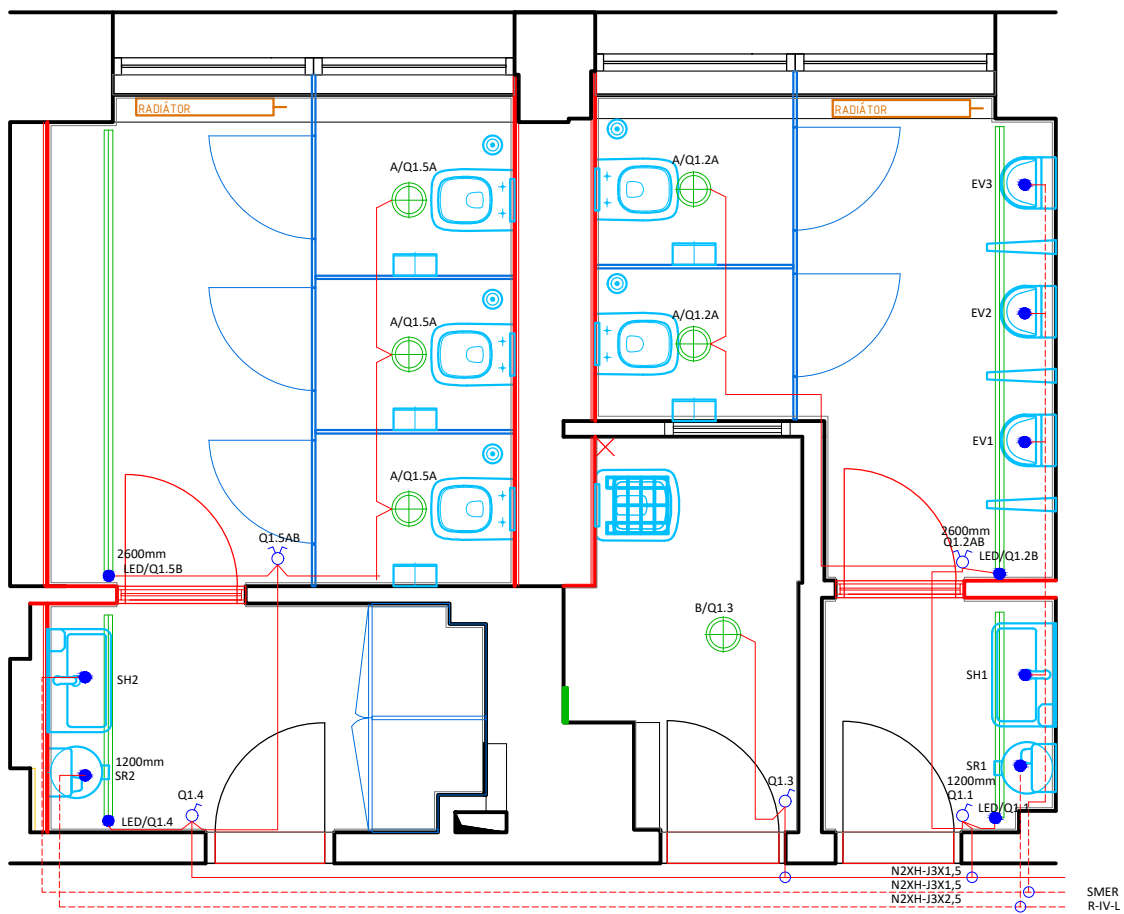 RADIÁTOR
RADIÁTOR
A/Q1.5A
A/Q1.2A
EV3
EV2
A/Q1.5A
A/Q1.2A
EV1
A/Q1.5A
Q1.5AB
2600mm
LED/Q1.5B
2600mm
Q1.2AB
LED/Q1.2B
B/Q1.3
SH2
SH1
1200mm
SR2
SR1
1200mm
Q1.4
Q1.3
Q1.1
LED/Q1.4
LED/Q1.1
N2XH-J3X1,5
N2XH-J3X1,5
SMER
N2XH-J3X2,5
R-IV-L